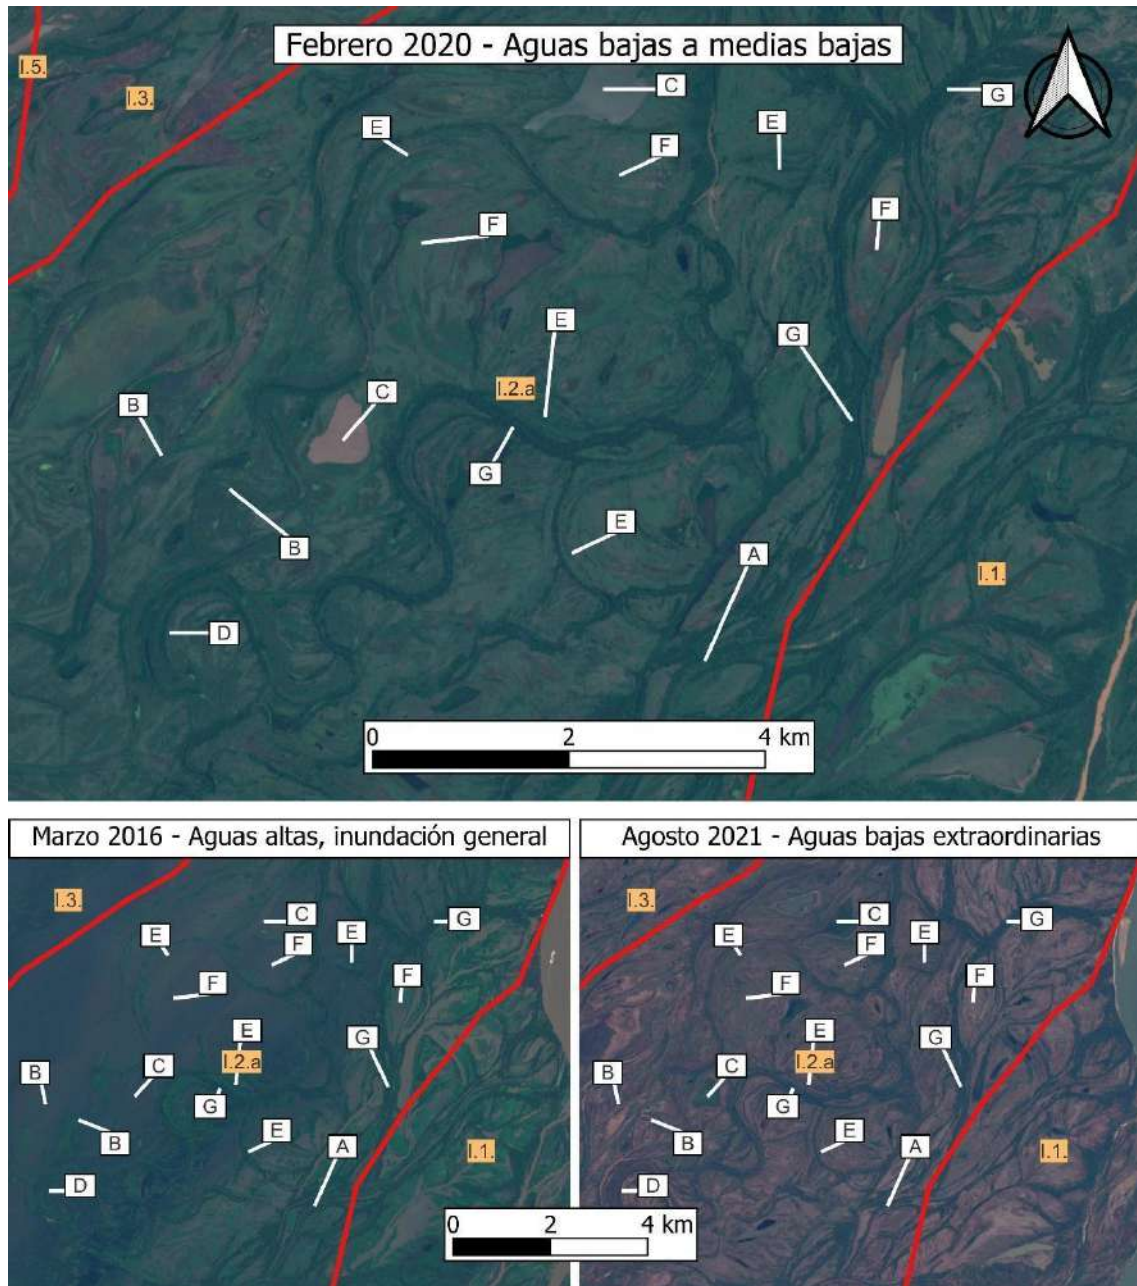 Febrero 2020 - Aguas bajas a medias bajas
I.5.
I.3.
C
G
E
E
F
F
F
E
G
I.2.a
C
B
G
E
B
A
I.1.
D
0 2 4 km
Marzo 2016 - Aguas altas, inundación general
I.3.
C
G
E
E
F
F
F
E
G
I.2.a
C
B
G
E
B
A
I.1.
D
Agosto 2021 - Aguas bajas extraordinarias
I.3.
C
G
E
E
F
F
F
E
G
I.2.a
C
B
G
E
B
A
I.1.
D
0 2 4 km